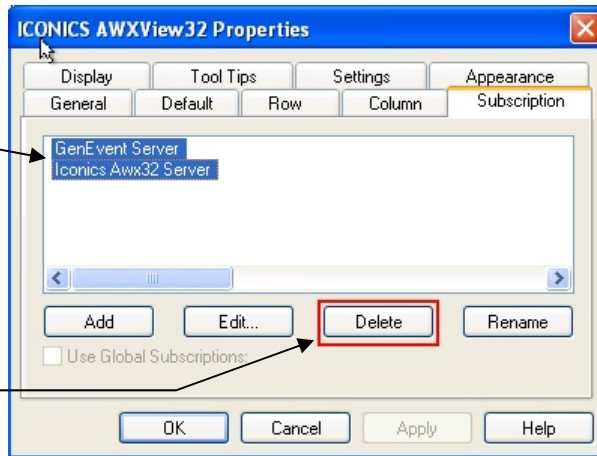 ICONICS AWXView32 Properties
Display Tool Tips Settings Appearance
General Default Row Column Subscription
GenEvent Server
Iconics Awx32 Server
Add Edit... Delete Rename
Use Global Subscriptions:
OK Cancel Apply Help